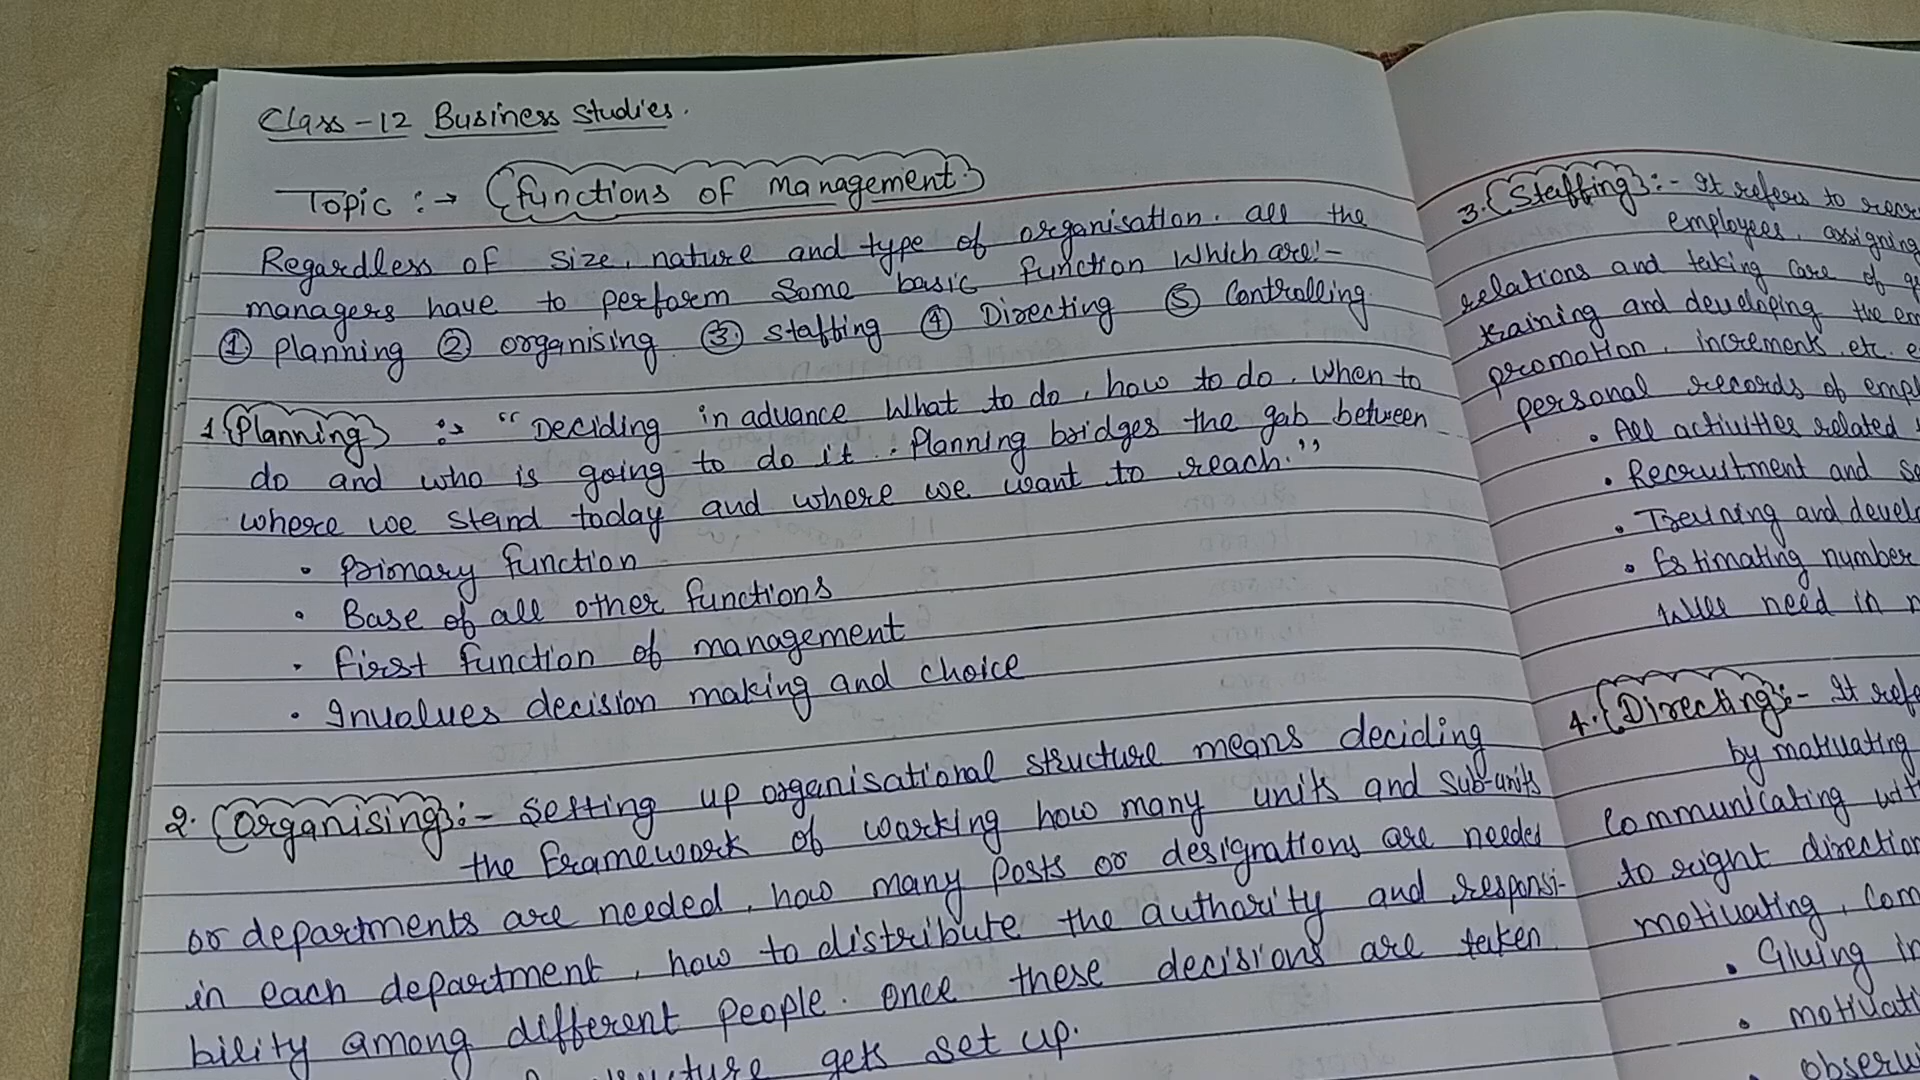 Class-12 Business Studies.
Topic :→ (functions of management)
Regardless of size, nature and type of organisation. all the
managers have to perform some basic function which are:-
① planning ② organising ③ staffing ④ Directing ⑤ Controlling.
1 {Planning} :→ "Deciding in advance what to do, how to do, when to
do and who is going to do it. Planning bridges the gab between
where we stand today and where we want to reach."
• primary function
• Base of all other functions
• first function of management
• Involves decision making and choice
2. {Organising}:- Setting up organisational structure means deciding
the framework of working how many units and sub-units
or departments are needed, how many posts or designations are needed
in each department, how to distribute the authority and responsi-
bility among different people. once these decisions are taken
gets set up.
3. {Staffing}:- It refers to
employees, assigning
relations and taking care of
training and developing the
promotion, increment, etc.
personal records of
• All activities related
• Recruitment and
• Training and
• Estimating number
will need in
4. {Directing}:- It
by motivating
communicating
to right direction
motivating,
• Giving
•